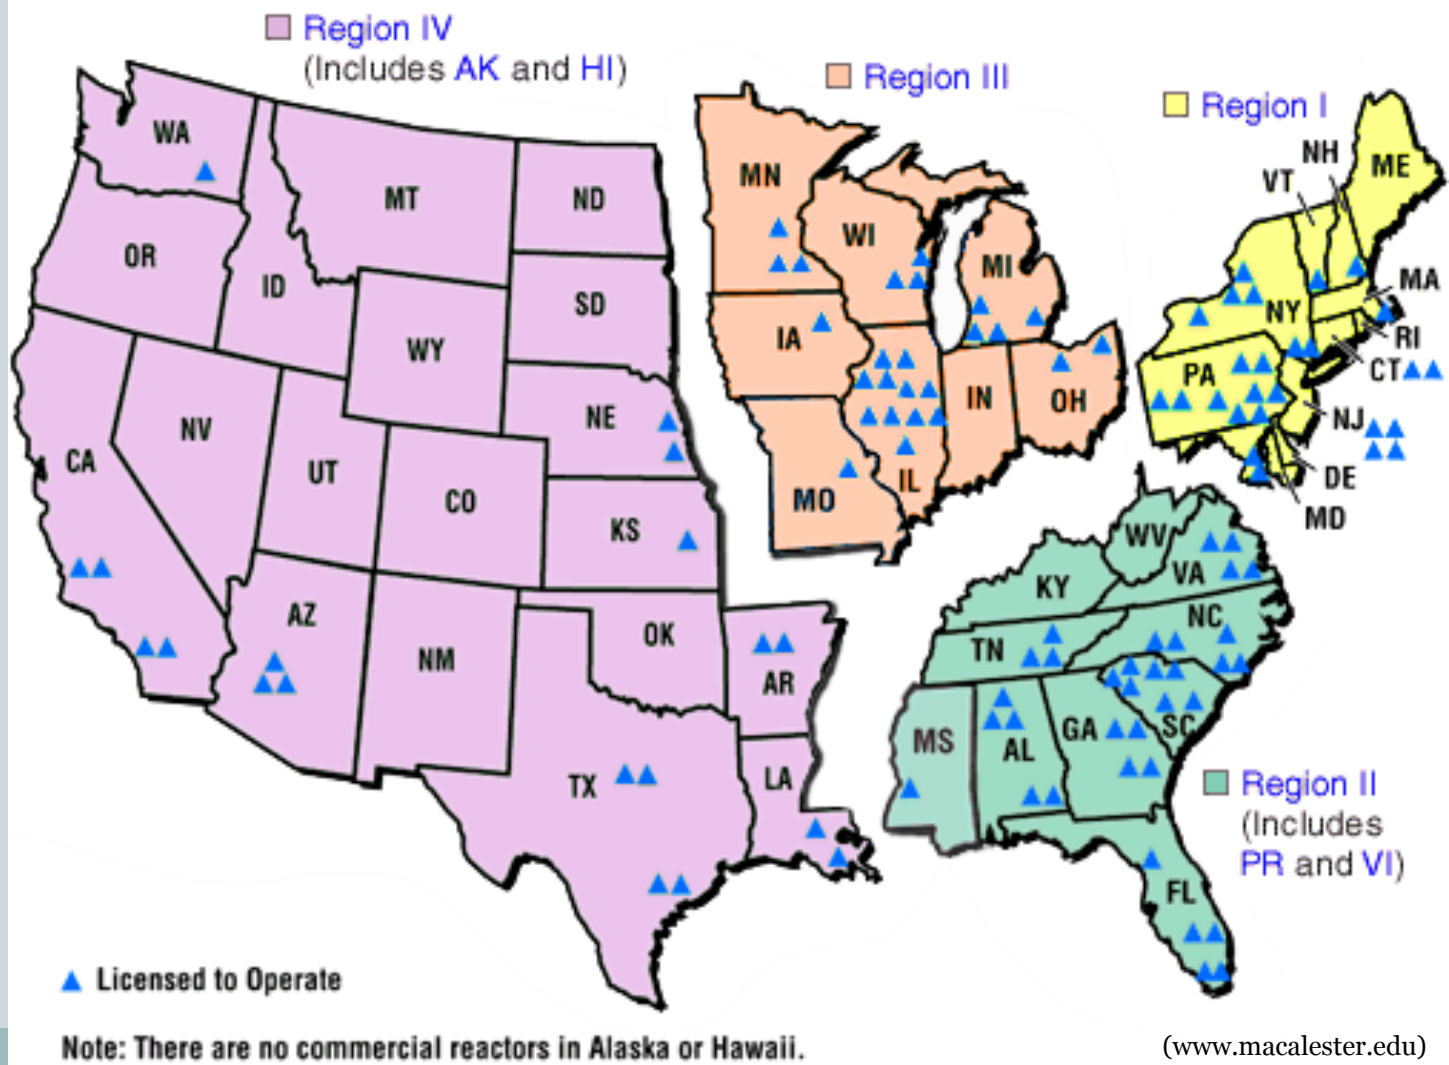 Region IV
(Includes AK and HI)
Region III
Region I
WA
MT
ND
OR
ID
SD
WY
NE
NV
CA
UT
CO
KS
AZ
NM
OK
AR
TX
LA
MN
WI
MI
IA
IN
OH
MO
IL
NH
VT
ME
MA
NY
RI
CT
PA
NJ
DE
MD
WV
KY
VA
NC
TN
SC
MS
AL
GA
FL
Region II
(Includes
PR and VI)
Licensed to Operate
Note: There are no commercial reactors in Alaska or Hawaii.
(www.macalester.edu)